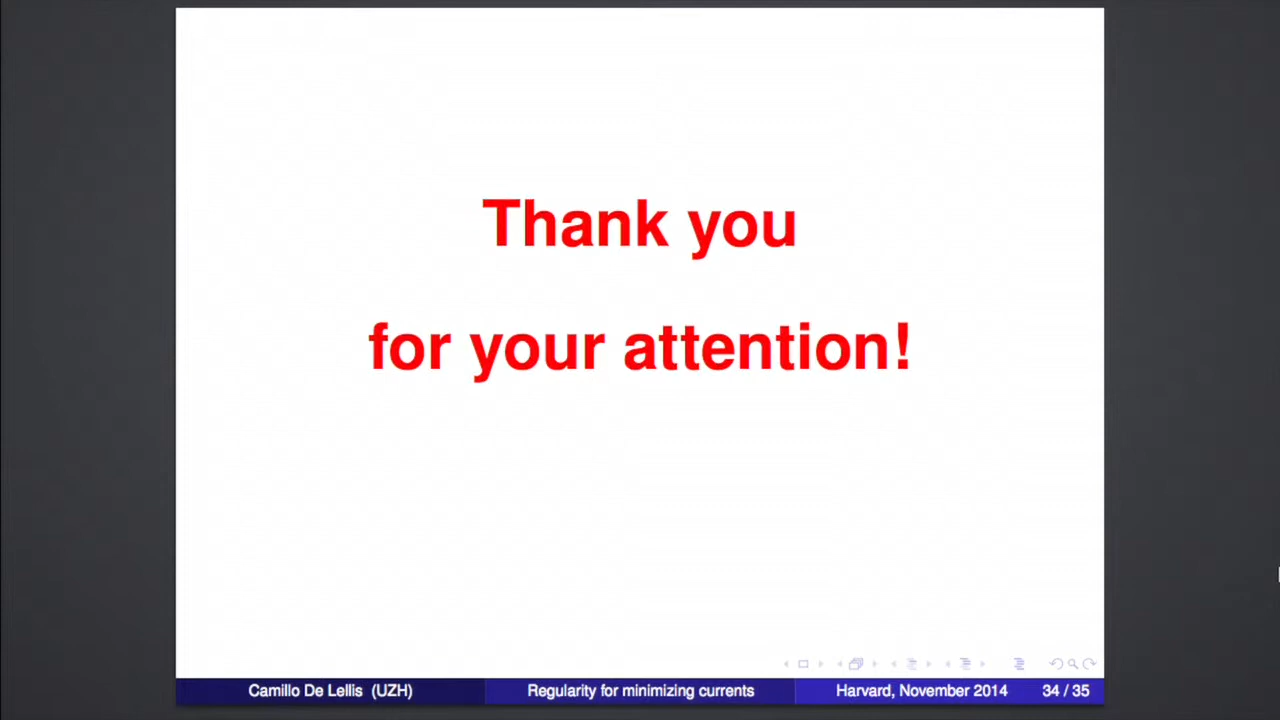 Thank you
for your attention!
Camillo De Lellis (UZH) Regularity for minimizing currents Harvard, November 2014 34 / 35